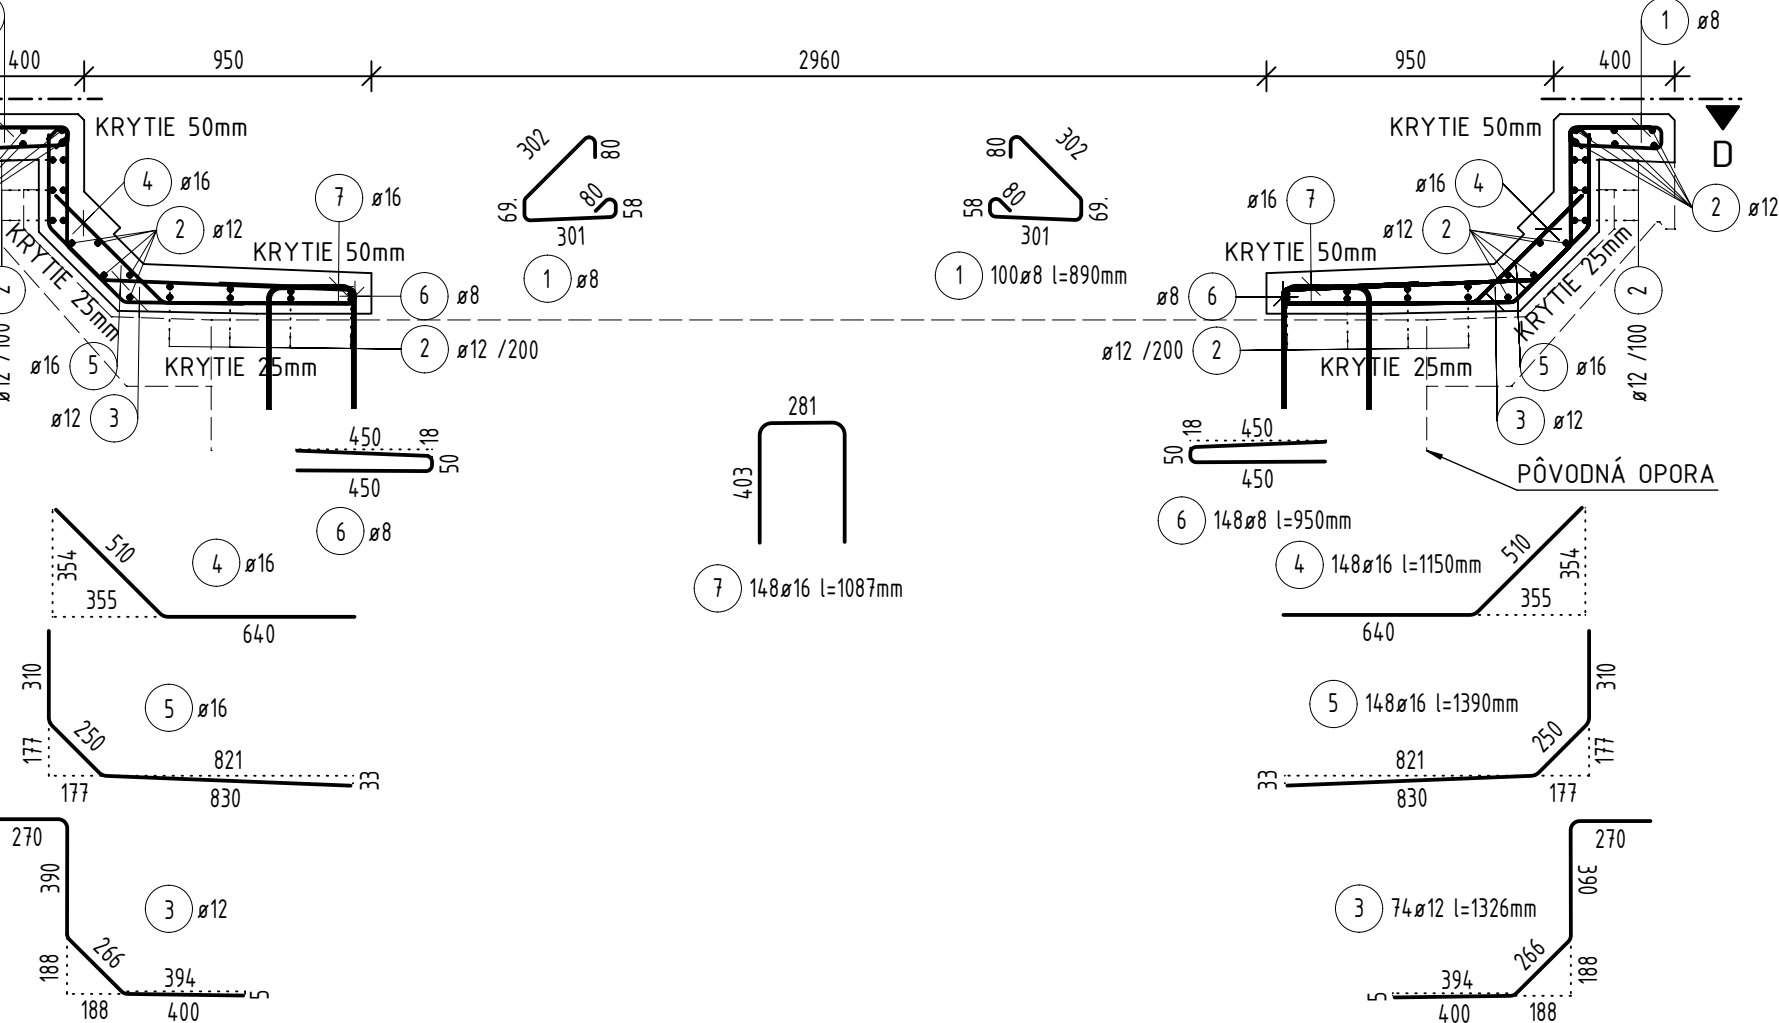 1 ø8
400 950 2960 950 400
KRYTIE 50mm
KRYTIE 50mm
D
302 80
80 302
4 ø16
ø16 4
7 ø16
ø16 7
80
69. 58
301
80
58 69.
301
2 ø12
2 ø12
ø12 2
KRYTIE 50mm
KRYTIE 50mm
KRYTIE 25mm
KRYTIE 25mm
1 ø8
1 100ø8 l=890mm
6 ø8
ø8 6
2
ø12 /100
2
ø12 /100
2 ø12 /200
ø12 /200 2
ø16 5
KRYTIE 25mm
KRYTIE 25mm
5 ø16
ø12 3
3 ø12
281
403
450 18
50
450
18 450
50
450
PÔVODNÁ OPORA
6 ø8
6 148ø8 l=950mm
510
354
355
640
4 ø16
4 148ø16 l=1150mm
510
354
355
640
7 148ø16 l=1087mm
310
5 ø16
5 148ø16 l=1390mm
310
177 250
821
33
177 830
821
250 177
33
830 177
270
390
3 ø12
3 74ø12 l=1326mm
270
390
188 266
394
5
188 400
394
266 188
5
400 188